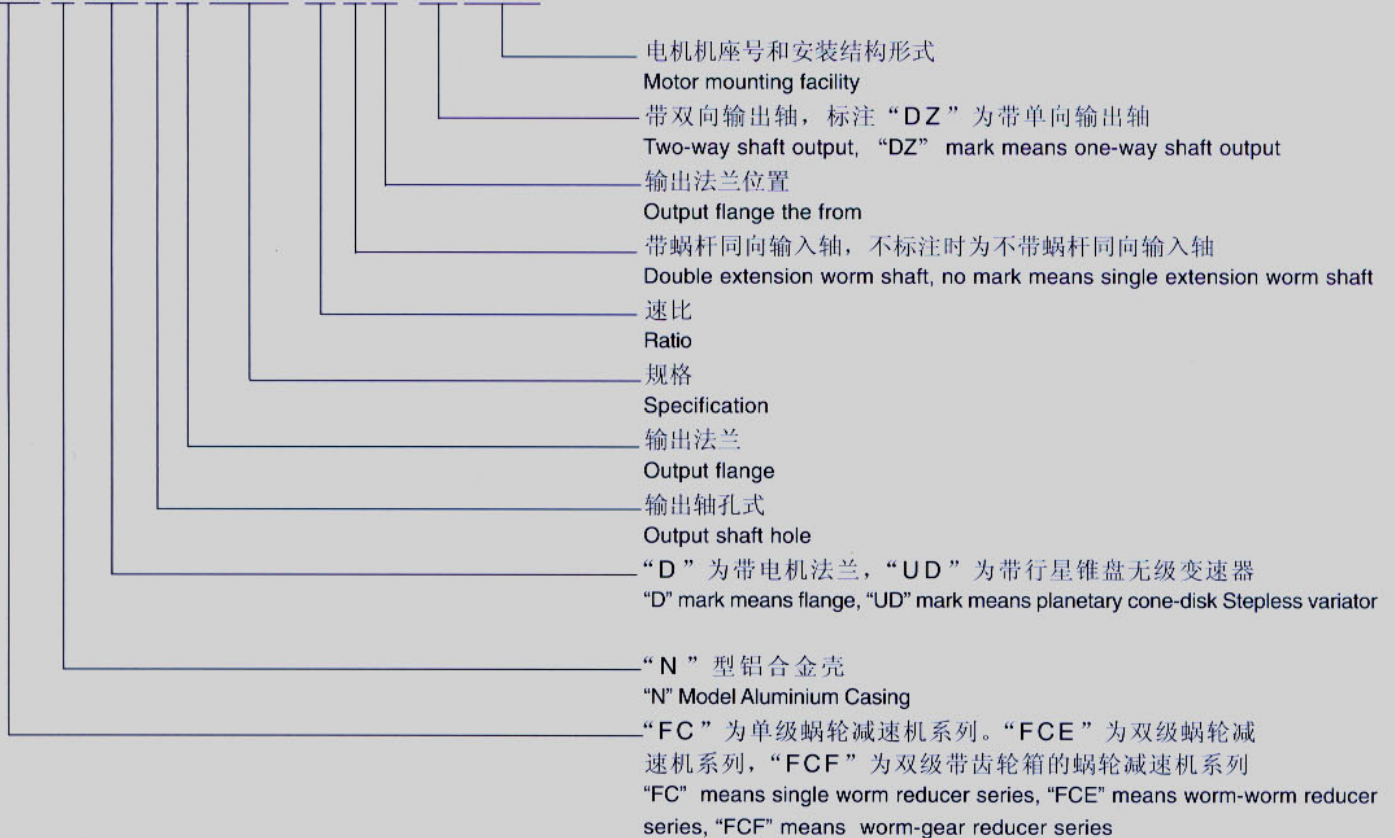 电机机座号和安装结构形式
Motor mounting facility
带双向输出轴，标注“DZ”为带单向输出轴
Two-way shaft output, “DZ” mark means one-way shaft output
输出法兰位置
Output flange the from
带蜗杆同向输入轴，不标注时为不带蜗杆同向输入轴
Double extension worm shaft, no mark means single extension worm shaft
速比
Ratio
规格
Specification
输出法兰
Output flange
输出轴孔式
Output shaft hole
“D”为带电机法兰，“UD”为带行星锥盘无级变速器
“D” mark means flange, “UD” mark means planetary cone-disk Stepless variator
“N”型铝合金壳
“N” Model Aluminium Casing
“FC”为单级蜗轮减速机系列。“FCE”为双级蜗轮减
速机系列，“FCF”为双级带齿轮箱的蜗轮减速机系列
“FC” means single worm reducer series, “FCE” means worm-worm reducer
series, “FCF” means worm-gear reducer series